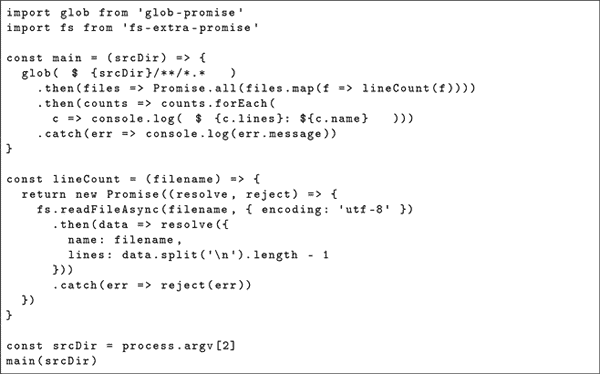 import glob from 'glob-promise'
import fs from 'fs-extra-promise'

const main = (srcDir) => {
  glob( $ {srcDir}/**/*.*  )
    .then(files => Promise.all(files.map(f => lineCount(f))))
    .then(counts => counts.forEach(
      c => console.log( $ {c.lines}: ${c.name}  )))
    .catch(err => console.log(err.message))
}

const lineCount = (filename) => {
  return new Promise((resolve, reject) => {
    fs.readFileAsync(filename, { encoding: 'utf-8' })
      .then(data => resolve({
        name: filename,
        lines: data.split('\n').length - 1
      }))
      .catch(err => reject(err))
  })
}

const srcDir = process.argv[2]
main(srcDir)